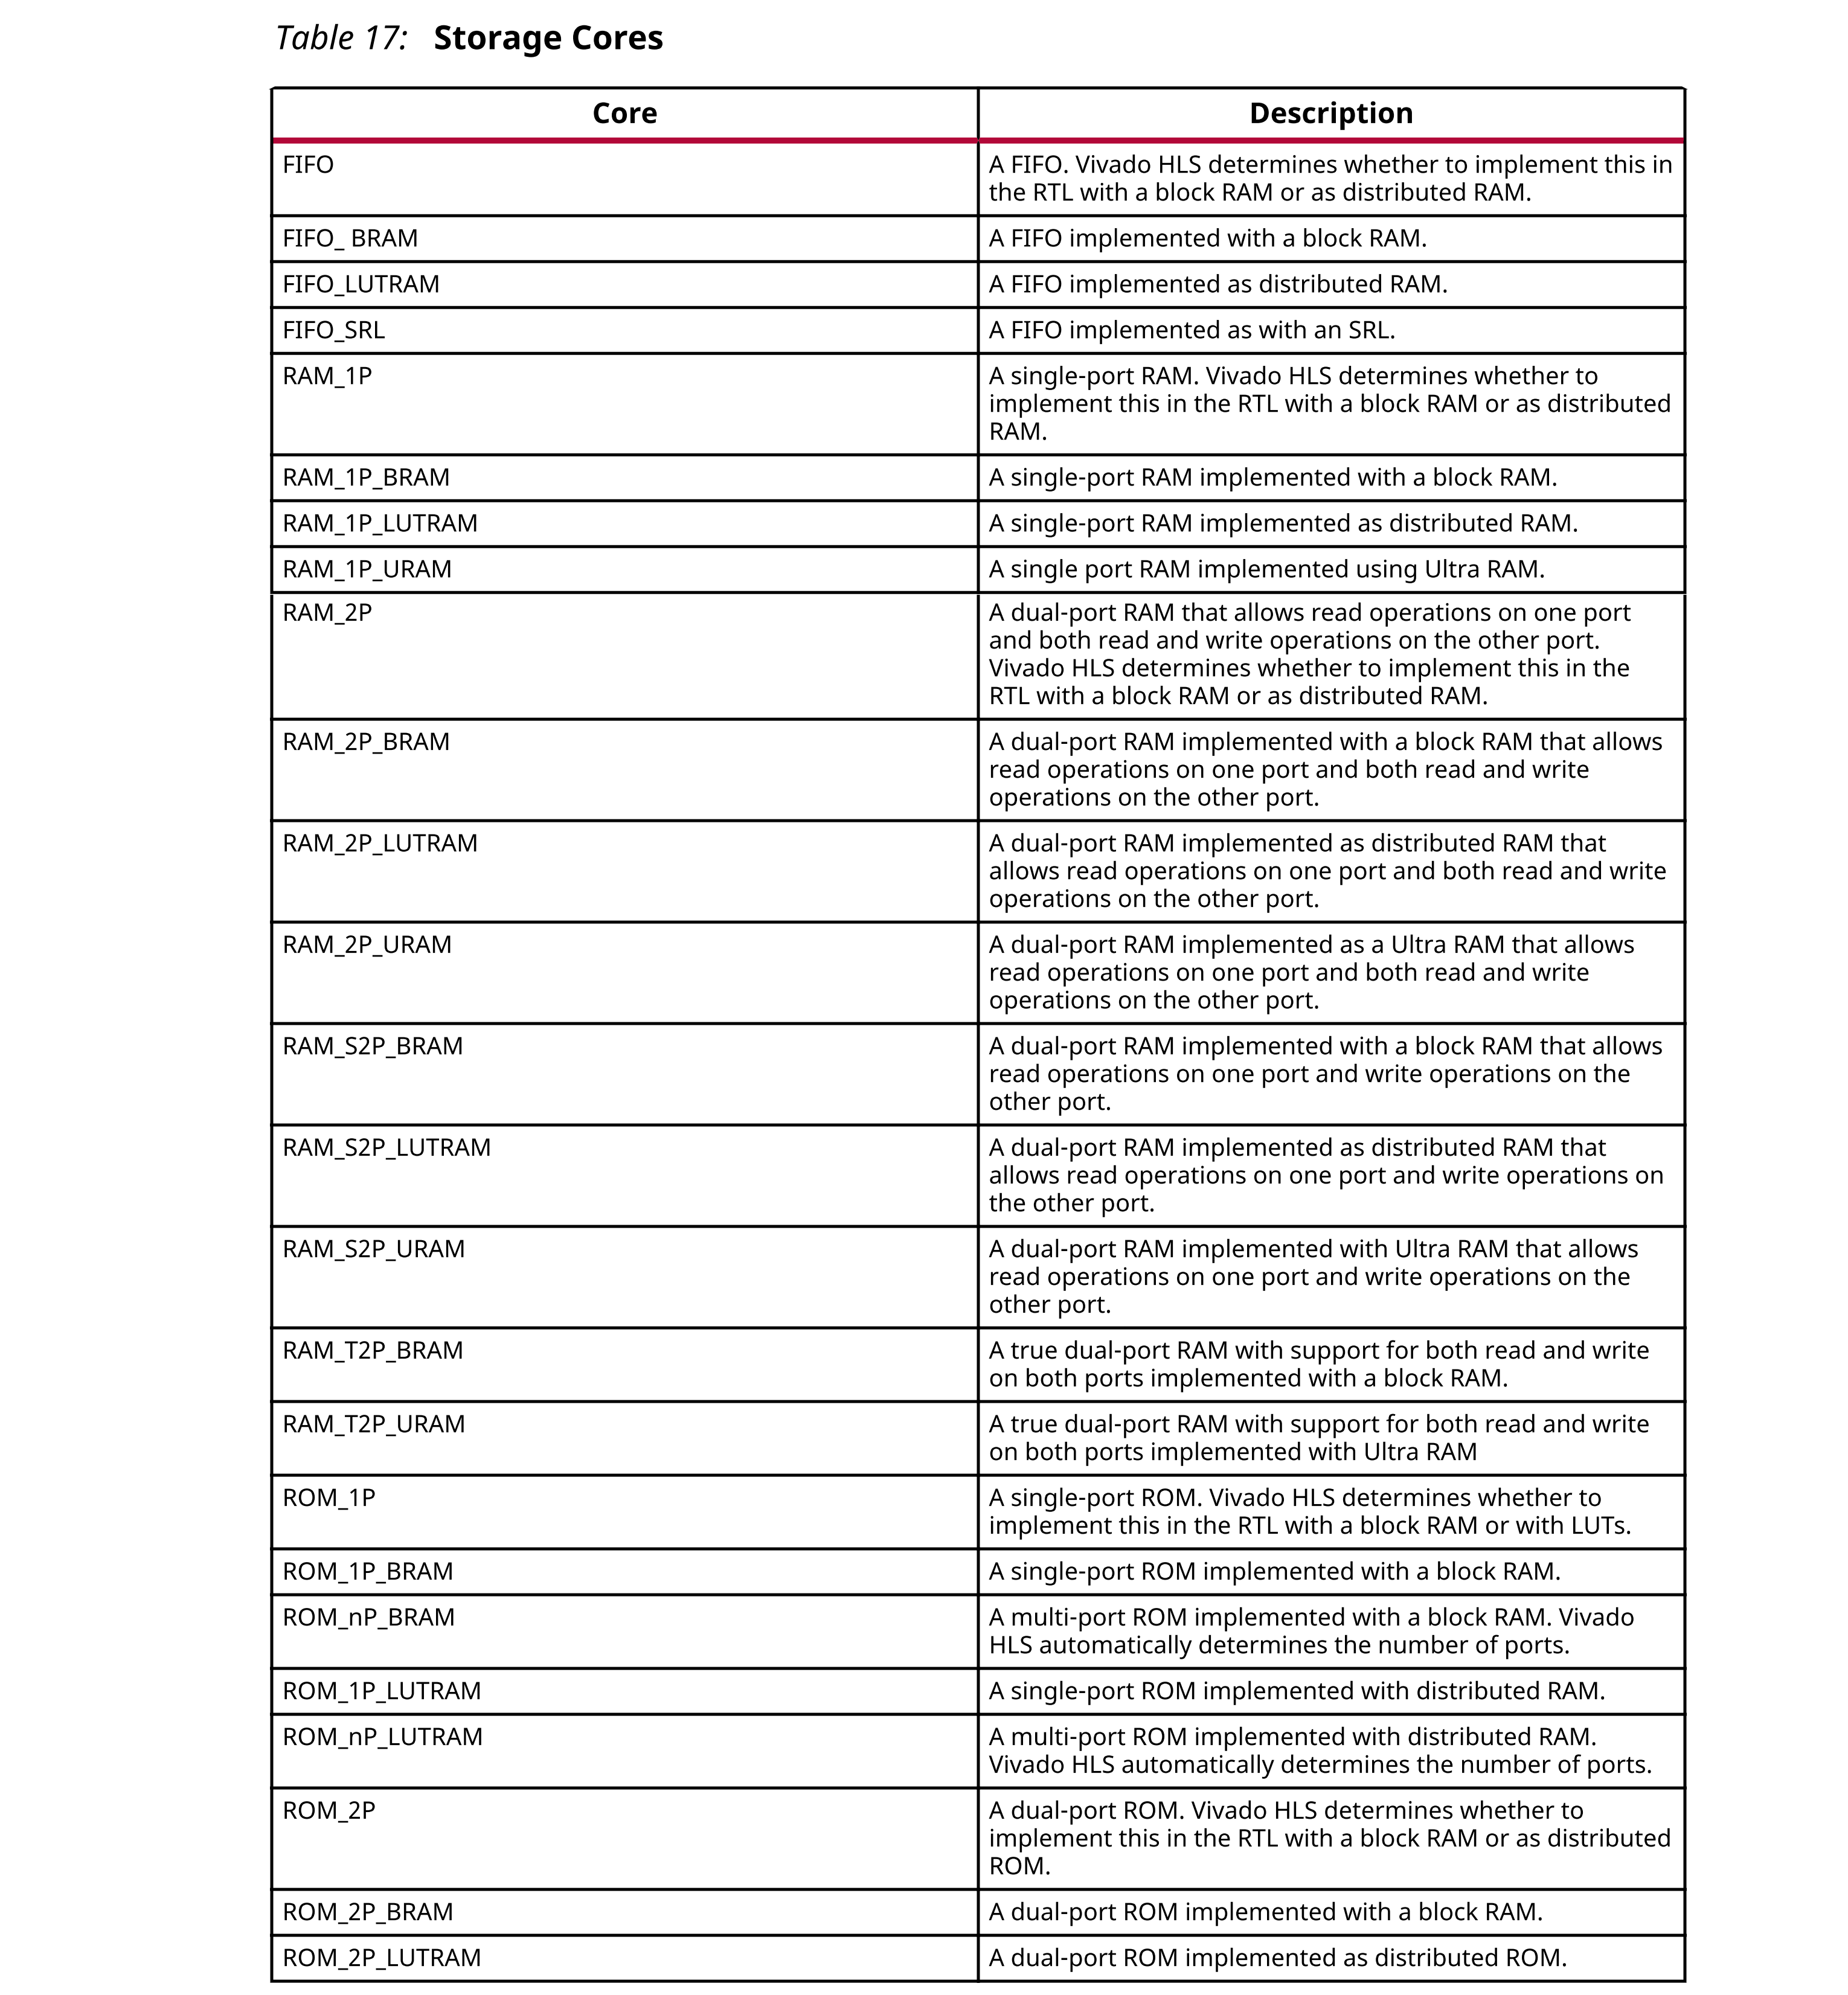 Table 17: Storage Cores
Core Description
FIFO A FIFO. Vivado HLS determines whether to implement this in
the RTL with a block RAM or as distributed RAM.
FIFO_ BRAM A FIFO implemented with a block RAM.
FIFO_LUTRAM A FIFO implemented as distributed RAM.
FIFO_SRL A FIFO implemented as with an SRL.
RAM_1P A single-port RAM. Vivado HLS determines whether to
implement this in the RTL with a block RAM or as distributed
RAM.
RAM_1P_BRAM A single-port RAM implemented with a block RAM.
RAM_1P_LUTRAM A single-port RAM implemented as distributed RAM.
RAM_1P_URAM A single port RAM implemented using Ultra RAM.
RAM_2P A dual-port RAM that allows read operations on one port
and both read and write operations on the other port.
Vivado HLS determines whether to implement this in the
RTL with a block RAM or as distributed RAM.
RAM_2P_BRAM A dual-port RAM implemented with a block RAM that allows
read operations on one port and both read and write
operations on the other port.
RAM_2P_LUTRAM A dual-port RAM implemented as distributed RAM that
allows read operations on one port and both read and write
operations on the other port.
RAM_2P_URAM A dual-port RAM implemented as a Ultra RAM that allows
read operations on one port and both read and write
operations on the other port.
RAM_S2P_BRAM A dual-port RAM implemented with a block RAM that allows
read operations on one port and write operations on the
other port.
RAM_S2P_LUTRAM A dual-port RAM implemented as distributed RAM that
allows read operations on one port and write operations on
the other port.
RAM_S2P_URAM A dual-port RAM implemented with Ultra RAM that allows
read operations on one port and write operations on the
other port.
RAM_T2P_BRAM A true dual-port RAM with support for both read and write
on both ports implemented with a block RAM.
RAM_T2P_URAM A true dual-port RAM with support for both read and write
on both ports implemented with Ultra RAM
ROM_1P A single-port ROM. Vivado HLS determines whether to
implement this in the RTL with a block RAM or with LUTs.
ROM_1P_BRAM A single-port ROM implemented with a block RAM.
ROM_nP_BRAM A multi-port ROM implemented with a block RAM. Vivado
HLS automatically determines the number of ports.
ROM_1P_LUTRAM A single-port ROM implemented with distributed RAM.
ROM_nP_LUTRAM A multi-port ROM implemented with distributed RAM.
Vivado HLS automatically determines the number of ports.
ROM_2P A dual-port ROM. Vivado HLS determines whether to
implement this in the RTL with a block RAM or as distributed
ROM.
ROM_2P_BRAM A dual-port ROM implemented with a block RAM.
ROM_2P_LUTRAM A dual-port ROM implemented as distributed ROM.